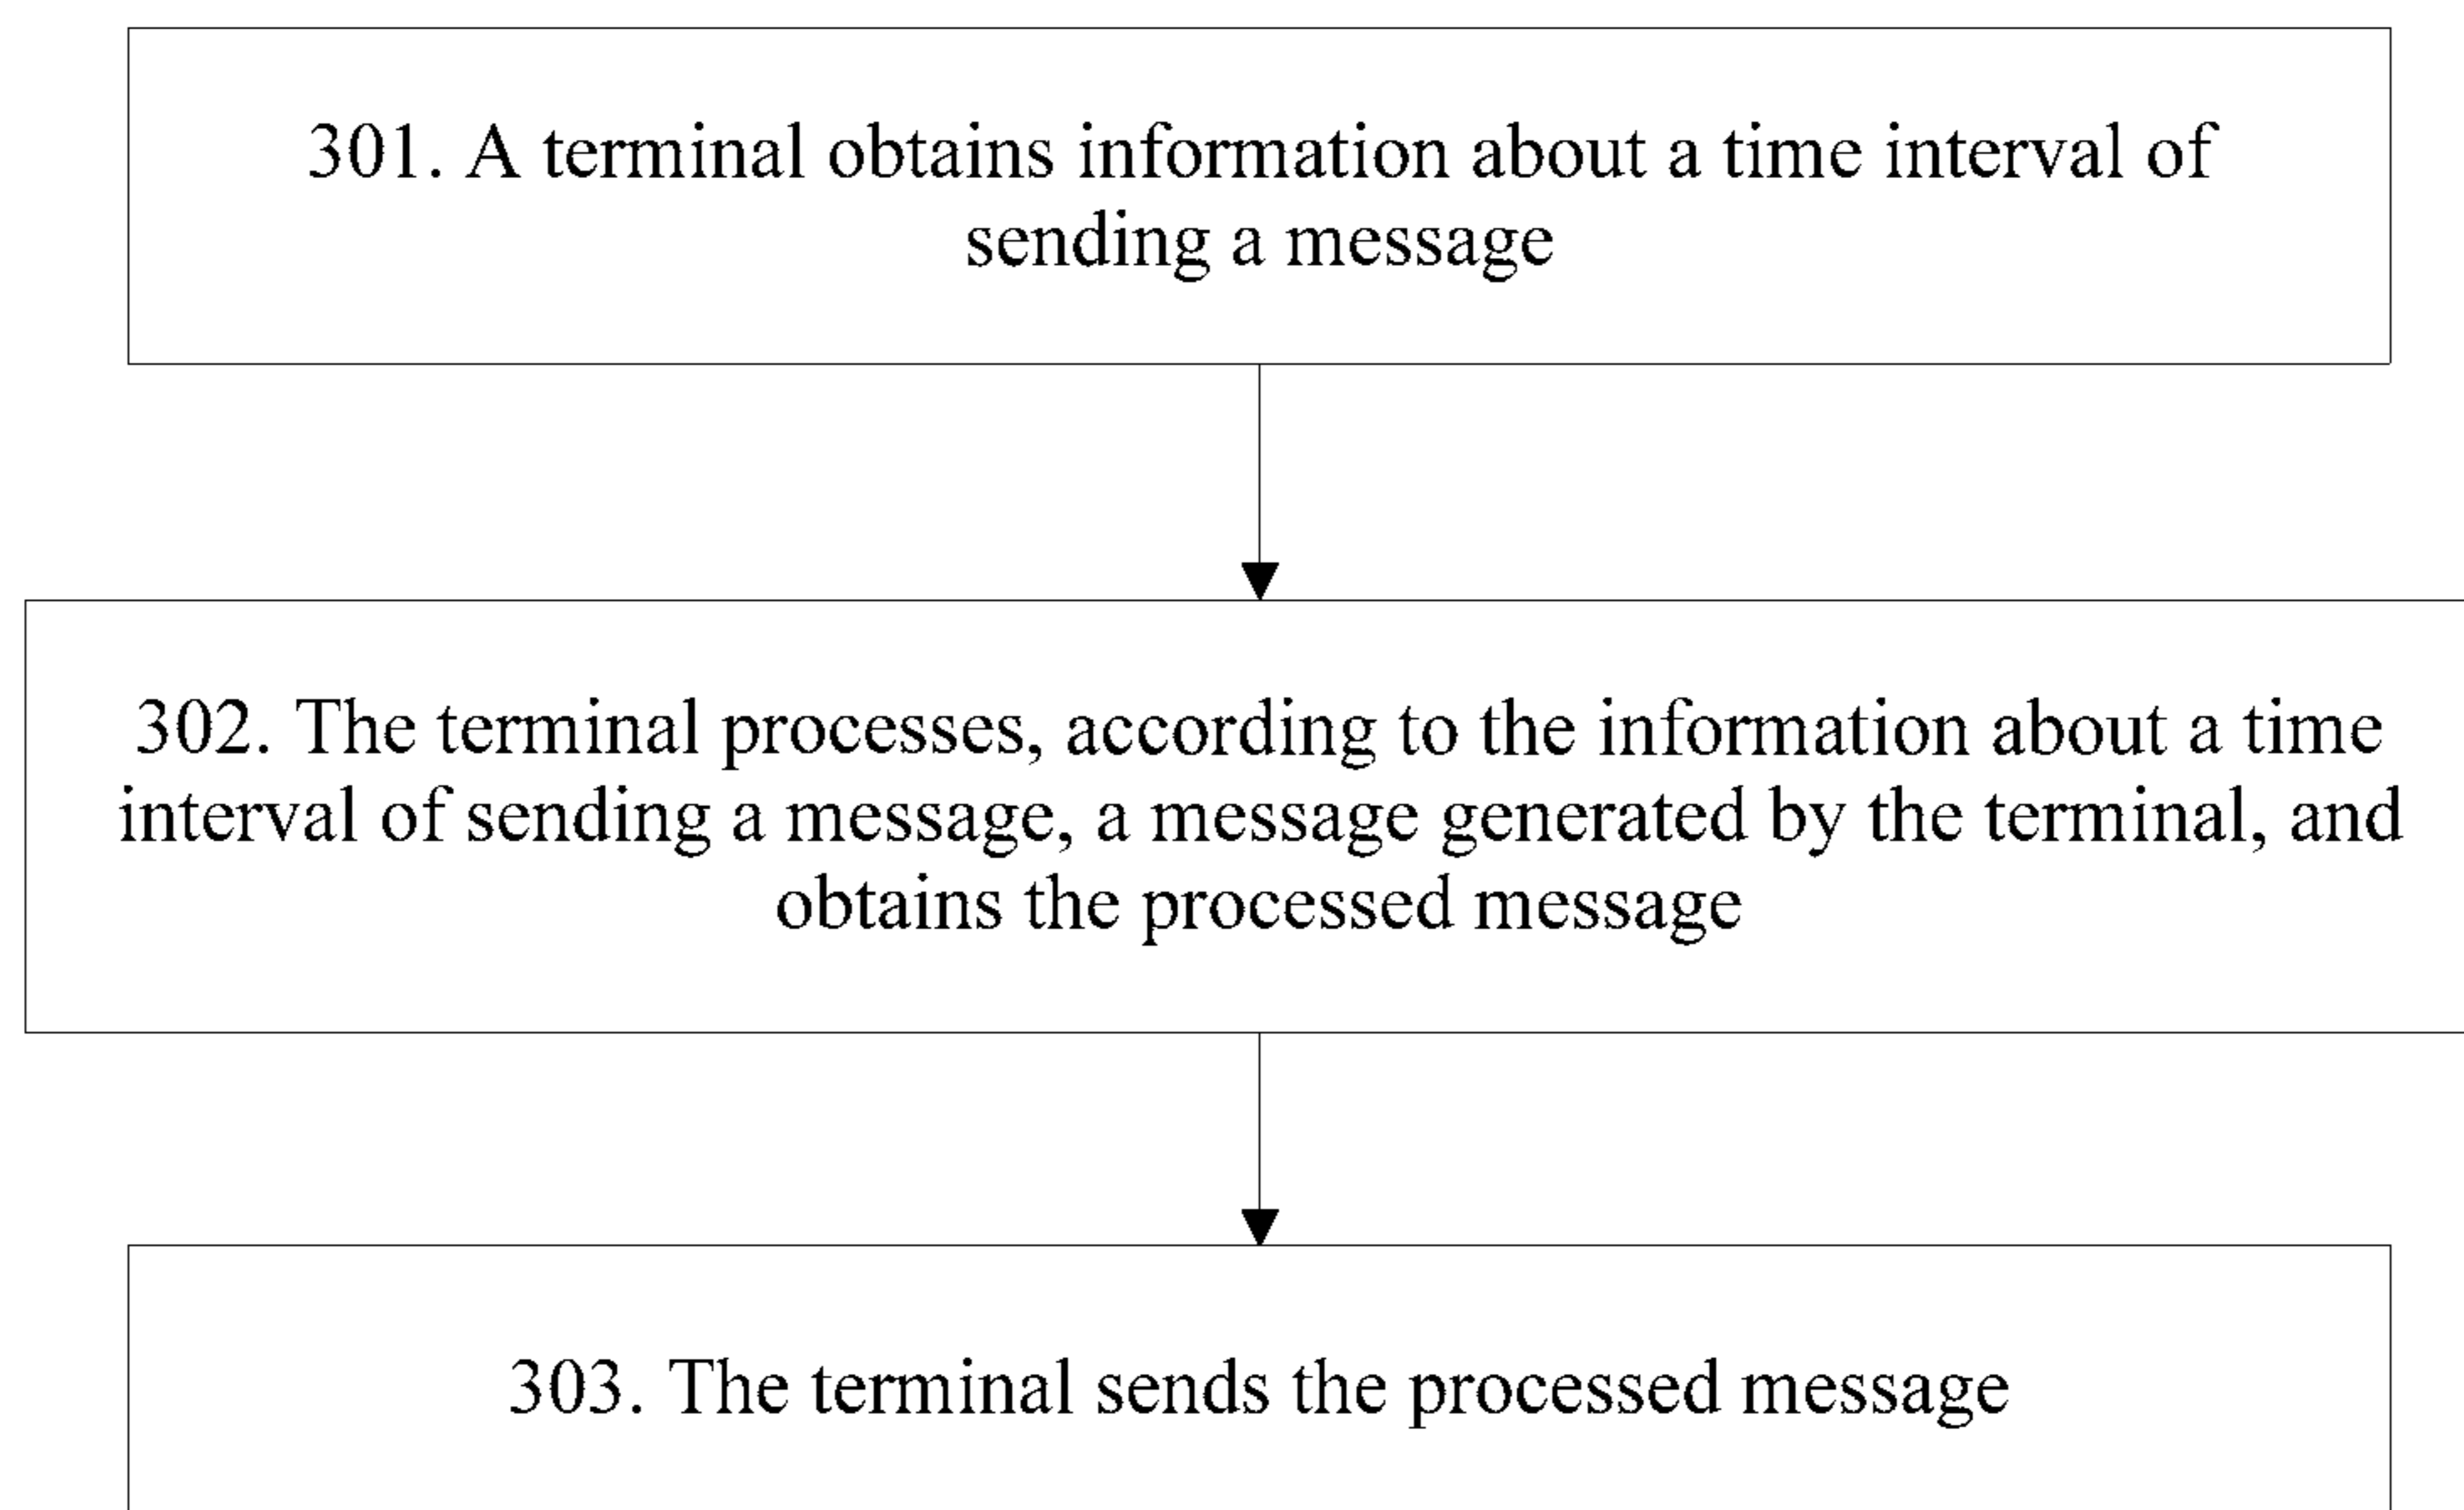 301. A terminal obtains information about a time interval of
sending a message
302. The terminal processes, according to the information about a time
interval of sending a message, a message generated by the terminal, and
obtains the processed message
303. The terminal sends the processed message